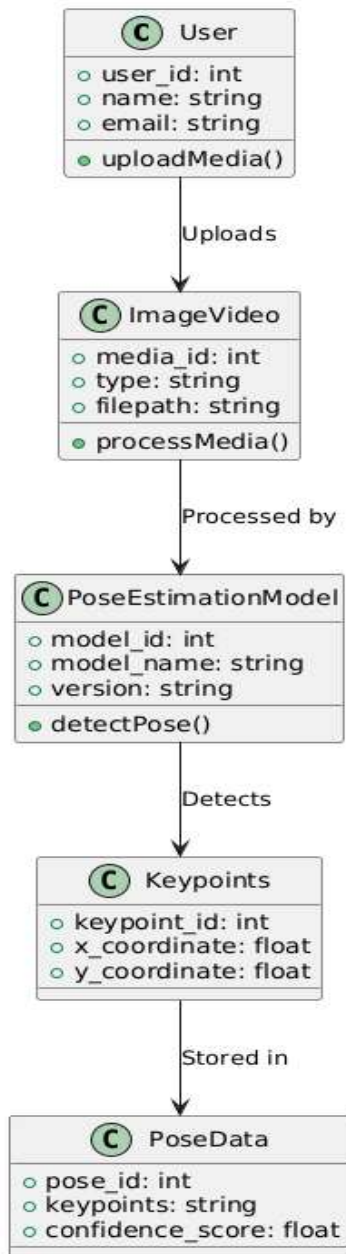 C User
user_id: int
name: string
email: string
uploadMedia()
Uploads
C ImageVideo
media_id: int
type: string
filepath: string
processMedia()
Processed by
C PoseEstimationModel
model_id: int
model_name: string
version: string
detectPose()
Detects
C Keypoints
keypoint_id: int
x_coordinate: float
y_coordinate: float
Stored in
C PoseData
pose_id: int
keypoints: string
confidence_score: float